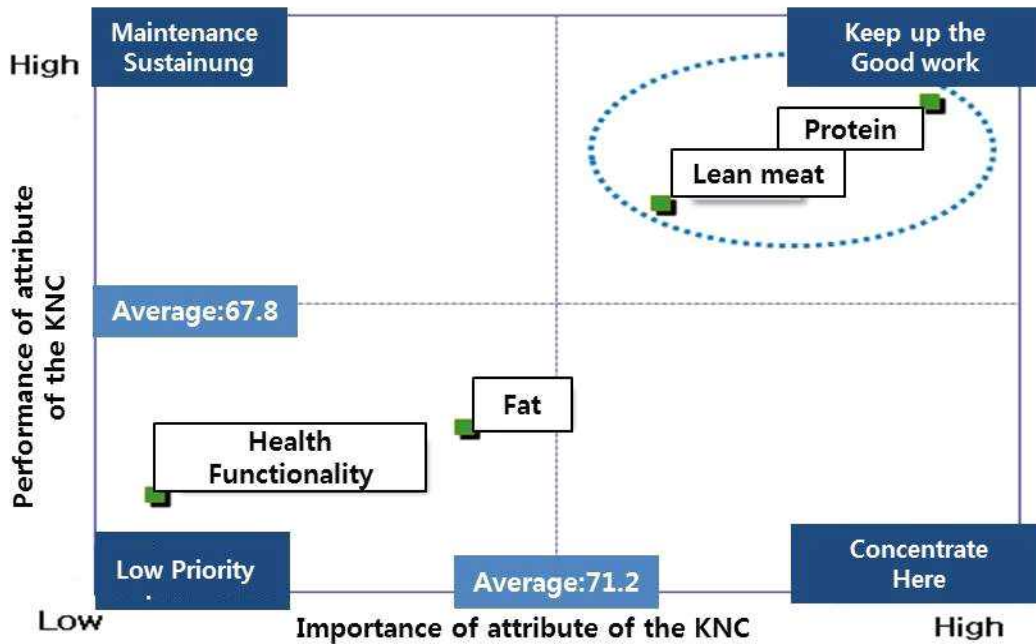 Maintenance
Sustainung
Keep up the
Good work
High
Protein
Lean meat
Performance of attribute
of the KNC
Average:67.8
Fat
Health
Functionality
Low Priority
Average:71.2
Concentrate
Here
Low
Importance of attribute of the KNC
High